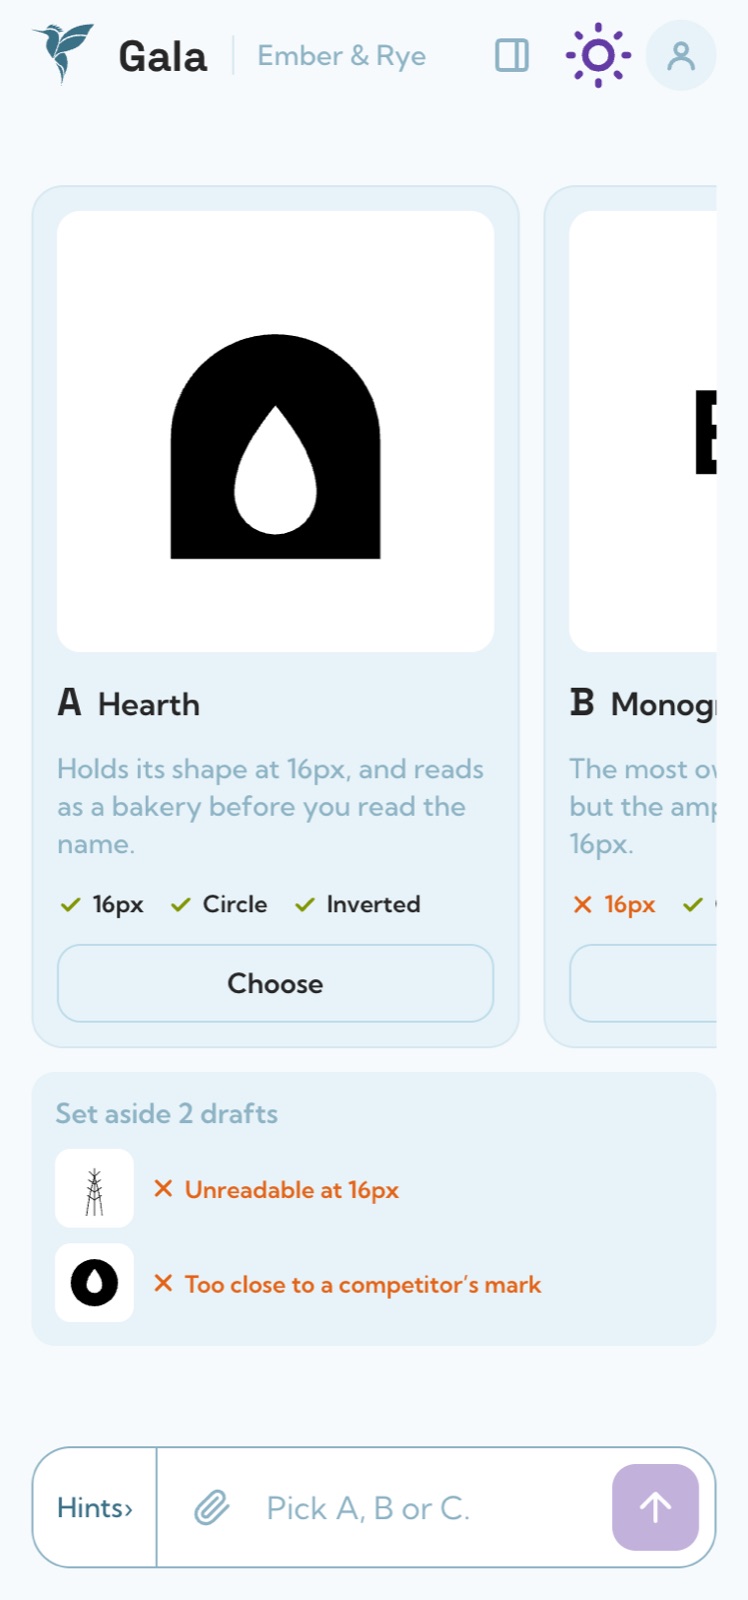 Gala
Ember & Rye
A Hearth
Holds its shape at 16px, and reads
as a bakery before you read the
name.
16px
Circle
Inverted
Choose
B
The most
but the
16px.
16px
Set aside 2 drafts
Unreadable at 16px
Too close to a competitor’s mark
Hints›
Pick A, B or C.